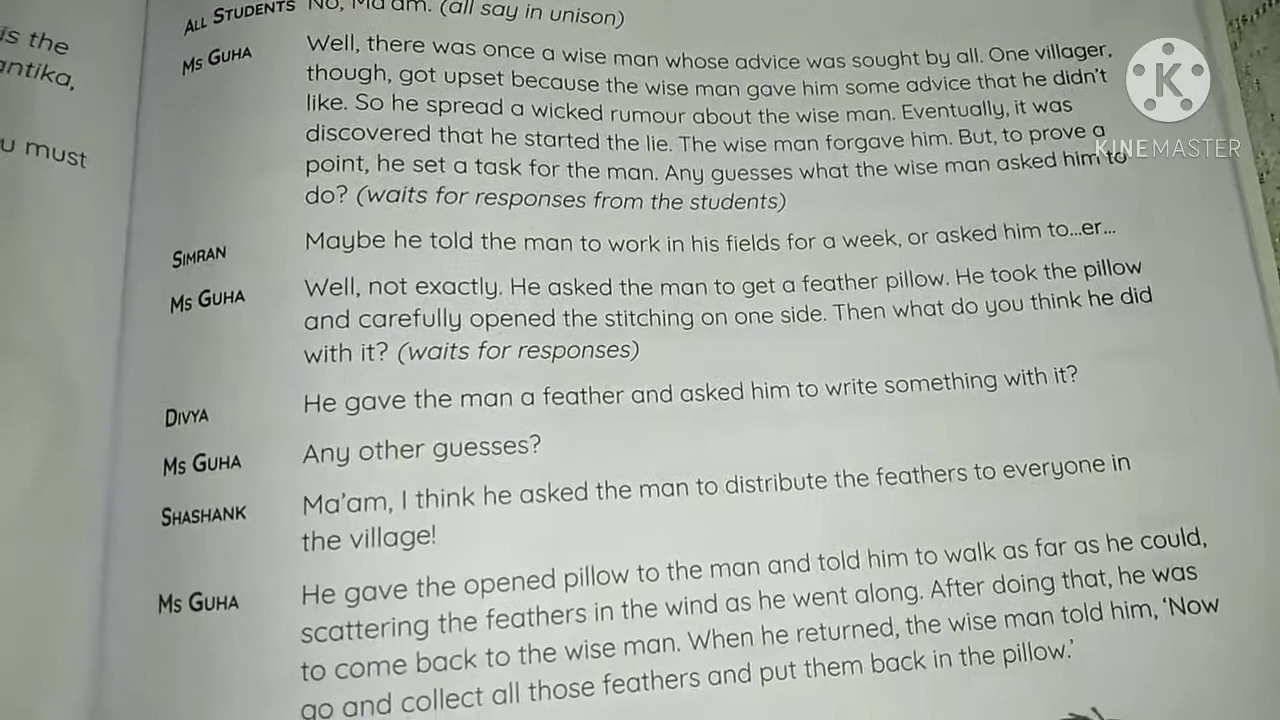 is the
antika,
u must
ALL STUDENTS No, Ma'am. (all say in unison)
MS GUHA Well, there was once a wise man whose advice was sought by all. One villager,
though, got upset because the wise man gave him some advice that he didn't
like. So he spread a wicked rumour about the wise man. Eventually, it was
discovered that he started the lie. The wise man forgave him. But, to prove a
point, he set a task for the man. Any guesses what the wise man asked him to
do? (waits for responses from the students)
SIMRAN Maybe he told the man to work in his fields for a week, or asked him to...er...
MS GUHA Well, not exactly. He asked the man to get a feather pillow. He took the pillow
and carefully opened the stitching on one side. Then what do you think he did
with it? (waits for responses)
DIVYA He gave the man a feather and asked him to write something with it?
MS GUHA Any other guesses?
SHASHANK Ma'am, I think he asked the man to distribute the feathers to everyone in
the village!
MS GUHA He gave the opened pillow to the man and told him to walk as far as he could,
scattering the feathers in the wind as he went along. After doing that, he was
to come back to the wise man. When he returned, the wise man told him, 'Now
go and collect all those feathers and put them back in the pillow.'
K
KINEMASTER